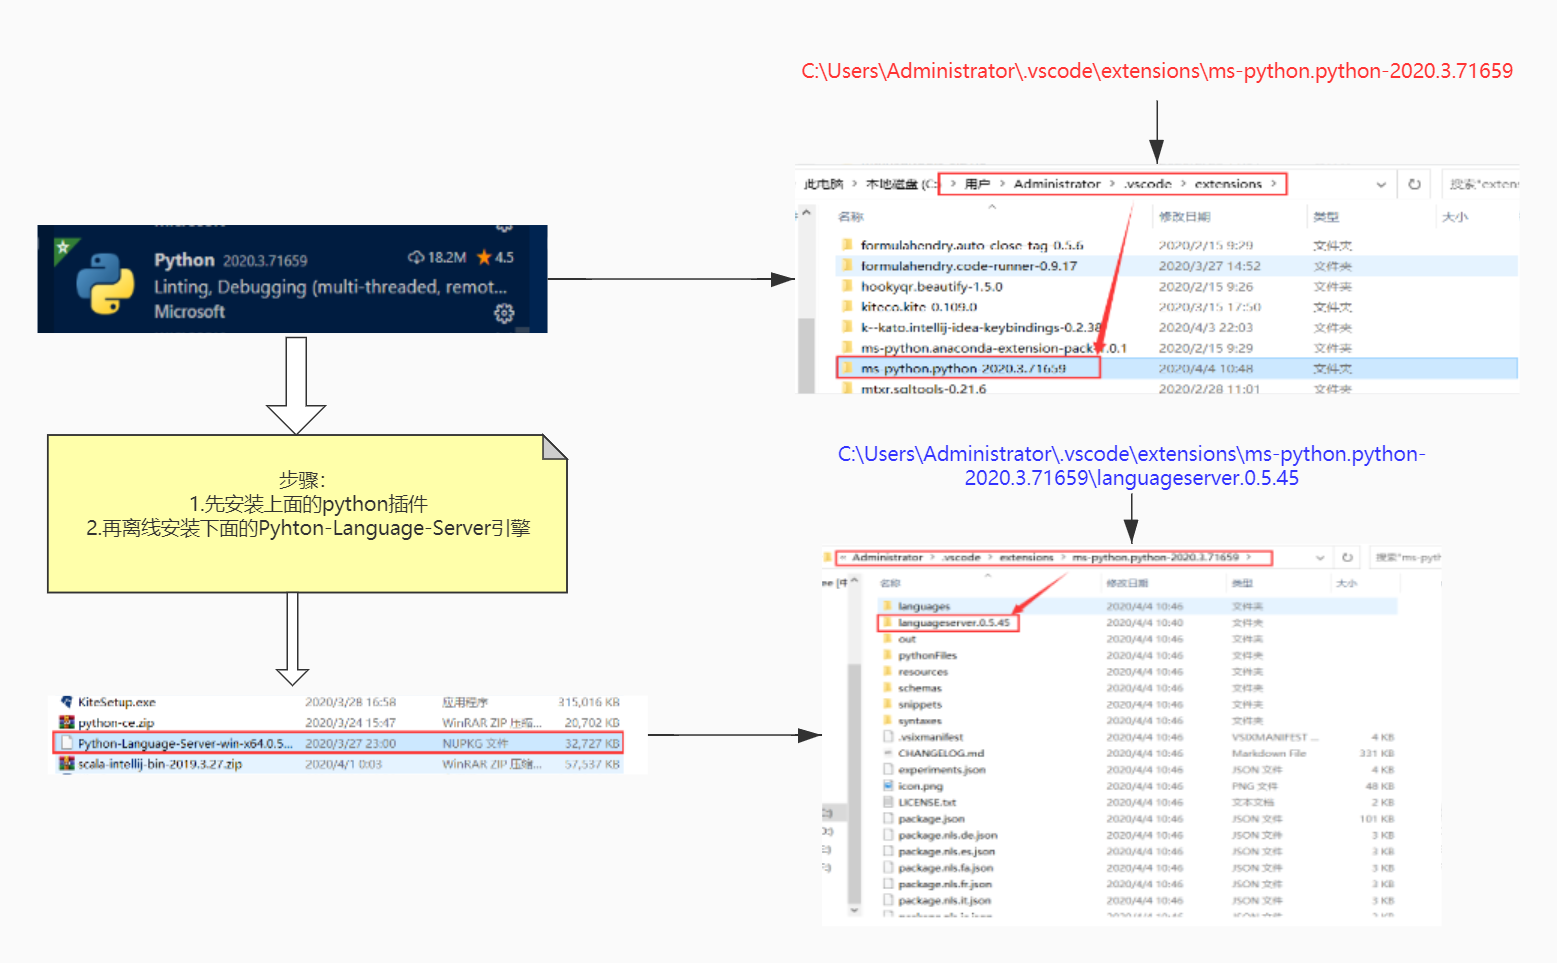 C:\Users\Administrator\.vscode\extensions\ms-python.python-2020.3.71659
此电脑 > 本地磁盘 (C: > 用户 > Administrator > .vscode > extensions >
搜索"exten
名称 修改日期 类型 大小
formulahendry.auto-close-tag-0.5.6 2020/2/15 9:29 文件夹
formulahendry.code-runner-0.9.17 2020/3/27 14:52 文件夹
hookyqr.beautify-1.5.0 2020/2/15 9:26 文件夹
kiteco.kite-0.109.0 2020/3/15 17:50 文件夹
k--kato.intellij-idea-keybindings-0.2.38 2020/4/3 22:03 文件夹
ms-python.anaconda-extension-pack- .0.1 2020/2/15 9:29 文件夹
ms-python.python-2020.3.71659 2020/4/4 10:48 文件夹
mtxr.sqltools-0.21.6 2020/2/28 11:01 文件夹
Python 2020.3.71659 18.2M 4.5
Linting, Debugging (multi-threaded, remot...
Microsoft
步骤:
1.先安装上面的python插件
2.再离线安装下面的Pyhton-Language-Server引擎
KiteSetup.exe 2020/3/28 16:58 应用程序 315,016 KB
python-ce.zip 2020/3/24 15:47 WinRAR ZIP 压缩... 20,702 KB
Python-Language-Server-win-x64.0.5... 2020/3/27 23:00 NUPKG 文件 32,727 KB
scala-intellij-bin-2019.3.27.zip 2020/4/1 0:03 WinRAR ZIP 压缩... 57,537 KB
C:\Users\Administrator\.vscode\extensions\ms-python.python-
2020.3.71659\languageserver.0.5.45
« Administrator > .vscode > extensions > ms-python.python-2020.3.71659 >
搜索"ms-pyth
名称 修改日期 类型 大小
languages 2020/4/4 10:46 文件夹
languageserver.0.5.45 2020/4/4 10:40 文件夹
out 2020/4/4 10:46 文件夹
pythonFiles 2020/4/4 10:46 文件夹
resources 2020/4/4 10:46 文件夹
schemas 2020/4/4 10:46 文件夹
snippets 2020/4/4 10:46 文件夹
syntaxes 2020/4/4 10:46 文件夹
.vsixmanifest 2020/4/4 10:46 VSIXMANIFEST ... 4 KB
CHANGELOG.md 2020/4/4 10:46 Markdown File 331 KB
experiments.json 2020/4/4 10:46 JSON 文件 4 KB
icon.png 2020/4/4 10:46 PNG 文件 48 KB
LICENSE.txt 2020/4/4 10:46 文本文档 2 KB
package.json 2020/4/4 10:46 JSON 文件 101 KB
package.nls.de.json 2020/4/4 10:46 JSON 文件 3 KB
package.nls.es.json 2020/4/4 10:46 JSON 文件 3 KB
package.nls.fa.json 2020/4/4 10:46 JSON 文件 3 KB
package.nls.fr.json 2020/4/4 10:46 JSON 文件 3 KB
package.nls.it.json 2020/4/4 10:46 JSON 文件 3 KB